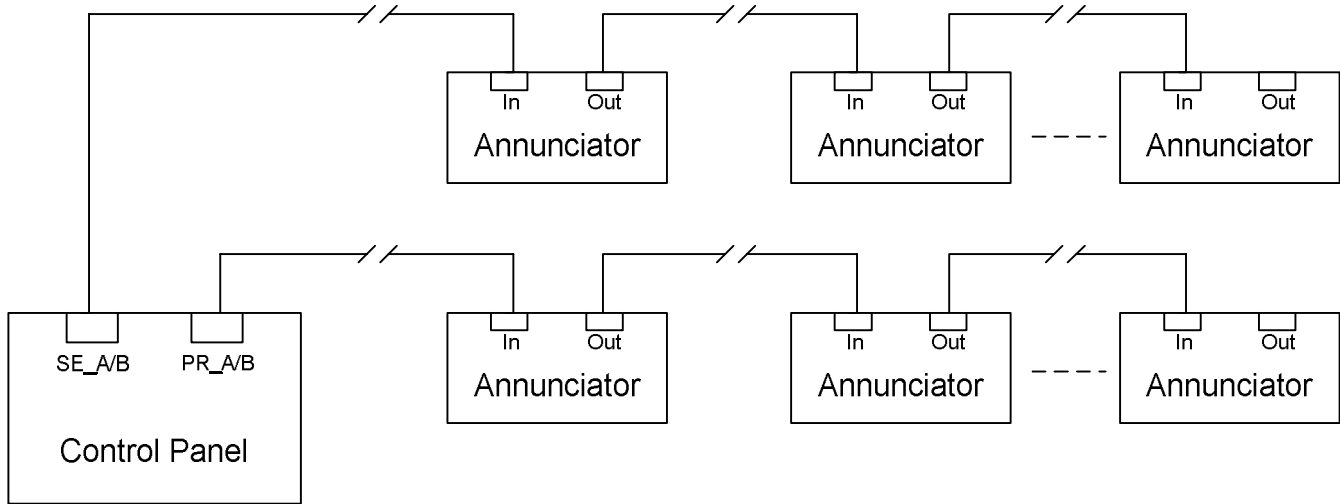 In Out In Out In Out
Annunciator Annunciator Annunciator
In Out In Out In Out
SE_A/B PR_A/B
Annunciator Annunciator Annunciator
Control Panel